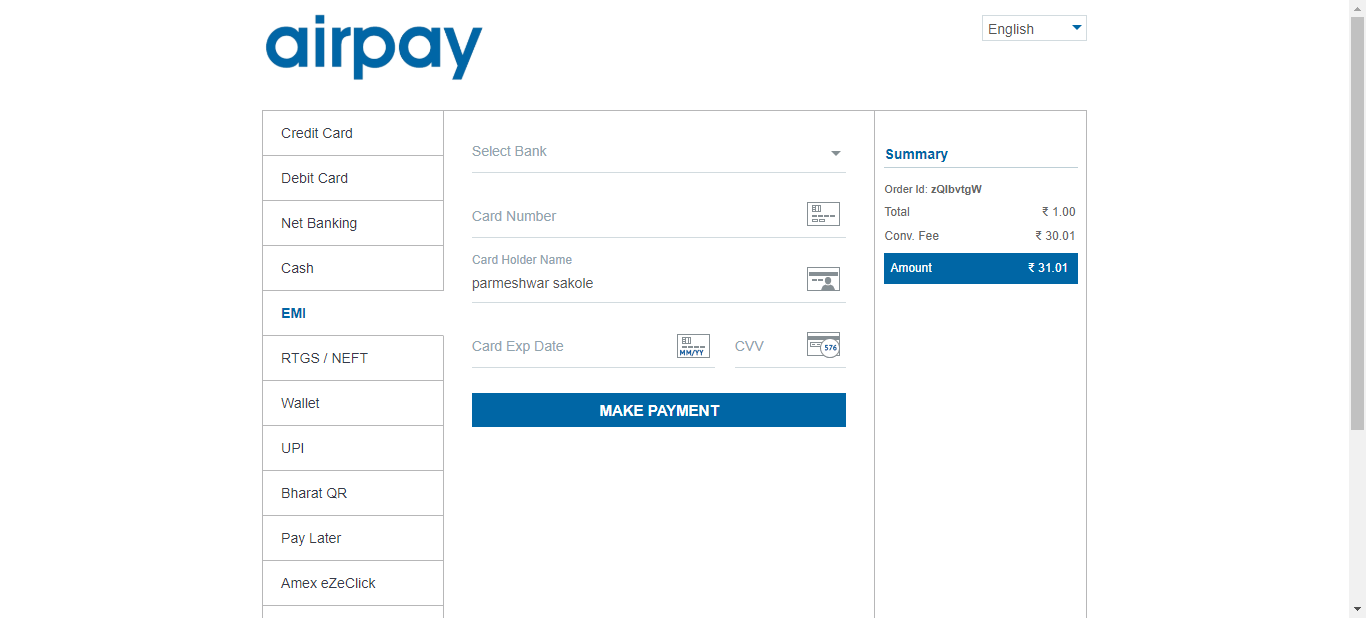 airpay
English
Credit Card
Debit Card
Net Banking
Cash
EMI
RTGS / NEFT
Wallet
UPI
Bharat QR
Pay Later
Amex eZeClick
Select Bank
Card Number
Card Holder Name
parmeshwar sakole
Card Exp Date
MM/YY
CVV
576
MAKE PAYMENT
Summary
Order Id: zQIbvtgW
Total ₹ 1.00
Conv. Fee ₹ 30.01
Amount ₹ 31.01